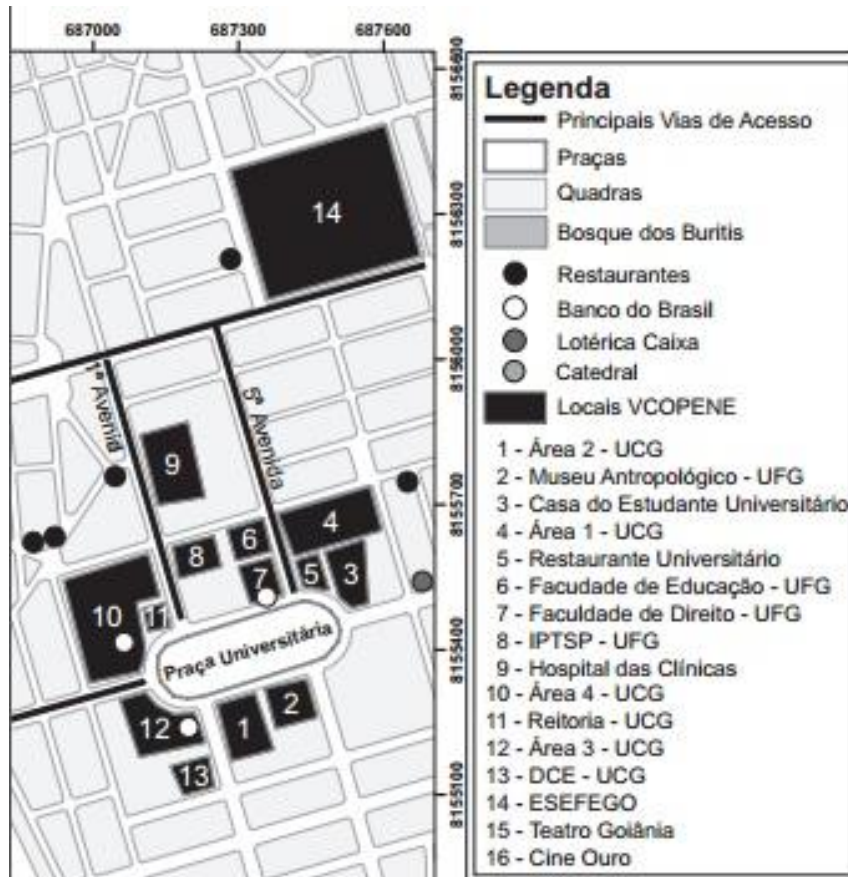 687000 687300 687600
8156600
8156300
8156000
8155700
8155400
8155100
14
1ª Avenid
5ª Avenida
9
4
6
8
7
5
3
10
11
Praça Universitária
2
12
1
13
Legenda
Principais Vias de Acesso
Praças
Quadras
Bosque dos Buritis
Restaurantes
Banco do Brasil
Lotérica Caixa
Catedral
Locais VCOPENE
1 - Área 2 - UCG
2 - Museu Antropológico - UFG
3 - Casa do Estudante Universitário
4 - Área 1 - UCG
5 - Restaurante Universitário
6 - Facudade de Educação - UFG
7 - Faculdade de Direito - UFG
8 - IPTSP - UFG
9 - Hospital das Clínicas
10 - Área 4 - UCG
11 - Reitoria - UCG
12 - Área 3 - UCG
13 - DCE - UCG
14 - ESEFEGO
15 - Teatro Goiânia
16 - Cine Ouro